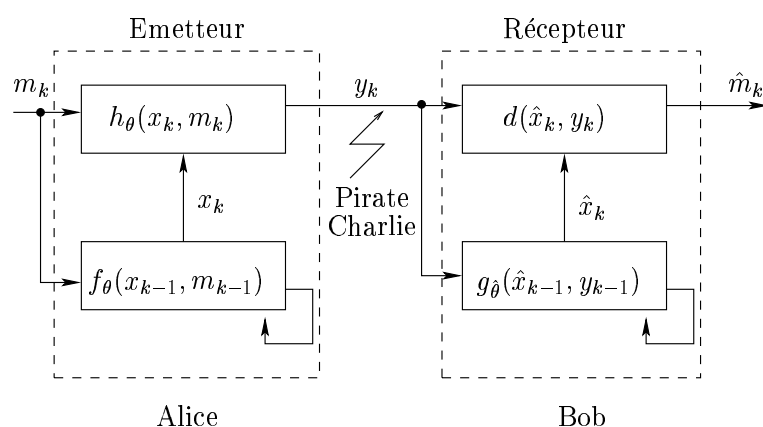 Emetteur
Récepteur
m_k
h_θ(x_k, m_k)
y_k
d(x̂_k, y_k)
m̂_k
Pirate
Charlie
x_k
x̂_k
f_θ(x_{k−1}, m_{k−1})
g_θ̂(x̂_{k−1}, y_{k−1})
Alice
Bob